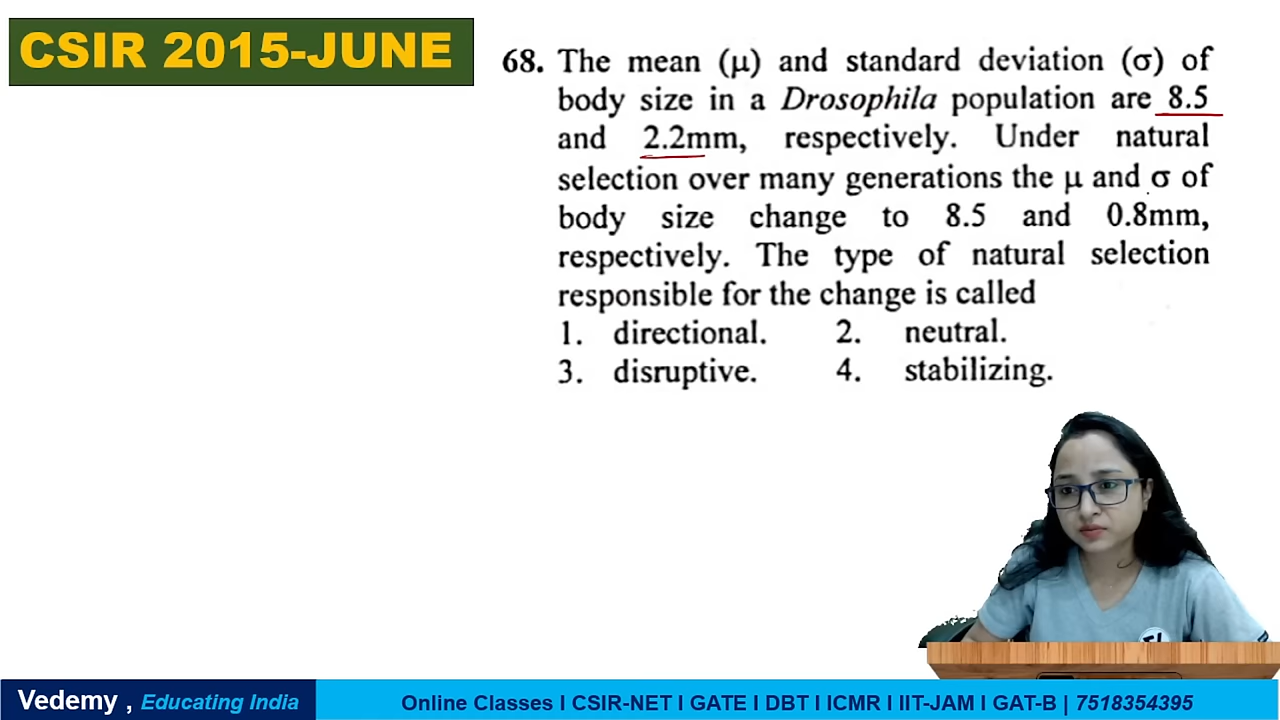 CSIR 2015-JUNE
68. The mean (μ) and standard deviation (σ) of
body size in a Drosophila population are 8.5
and 2.2mm, respectively. Under natural
selection over many generations the μ and σ of
body size change to 8.5 and 0.8mm,
respectively. The type of natural selection
responsible for the change is called
1. directional. 2. neutral.
3. disruptive. 4. stabilizing.
Vedemy , Educating India
Online Classes I CSIR-NET I GATE I DBT I ICMR I IIT-JAM I GAT-B | 7518354395